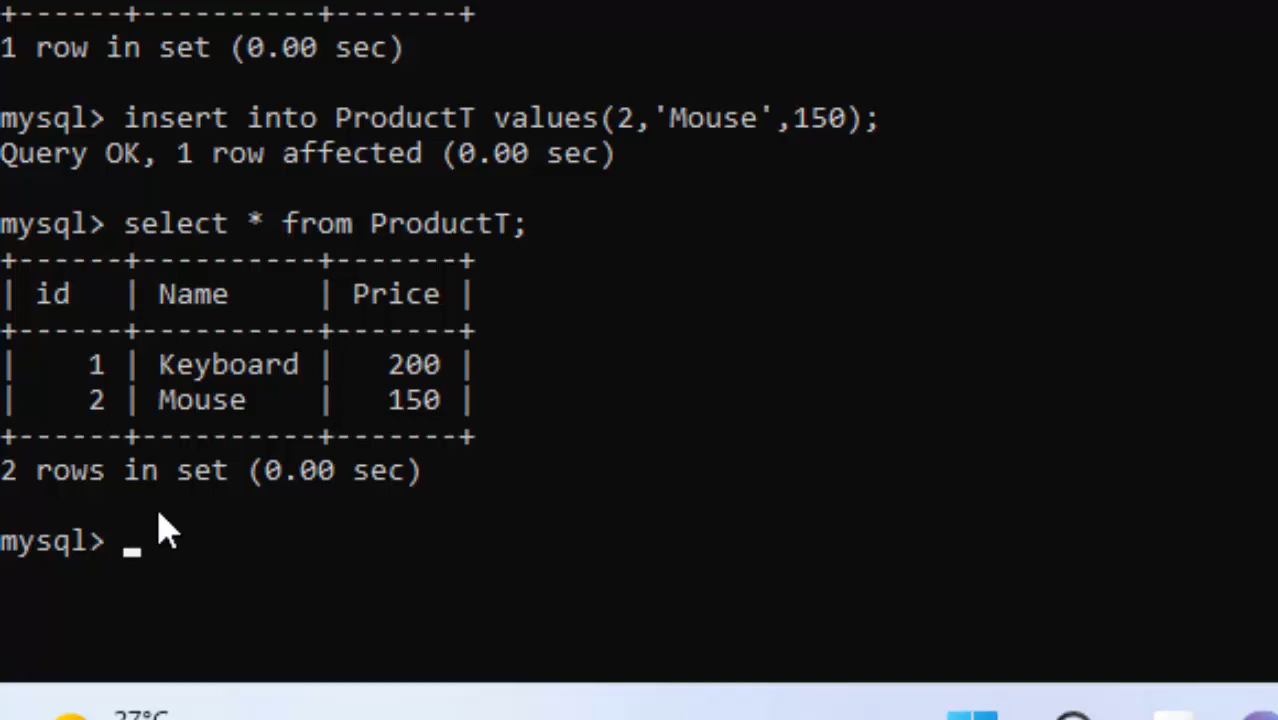 +------+----------+-------+
1 row in set (0.00 sec)
mysql> insert into ProductT values(2,'Mouse',150);
Query OK, 1 row affected (0.00 sec)
mysql> select * from ProductT;
+------+----------+-------+
| id   | Name     | Price |
+------+----------+-------+
|    1 | Keyboard |   200 |
|    2 | Mouse    |   150 |
+------+----------+-------+
2 rows in set (0.00 sec)
mysql> _
27°C